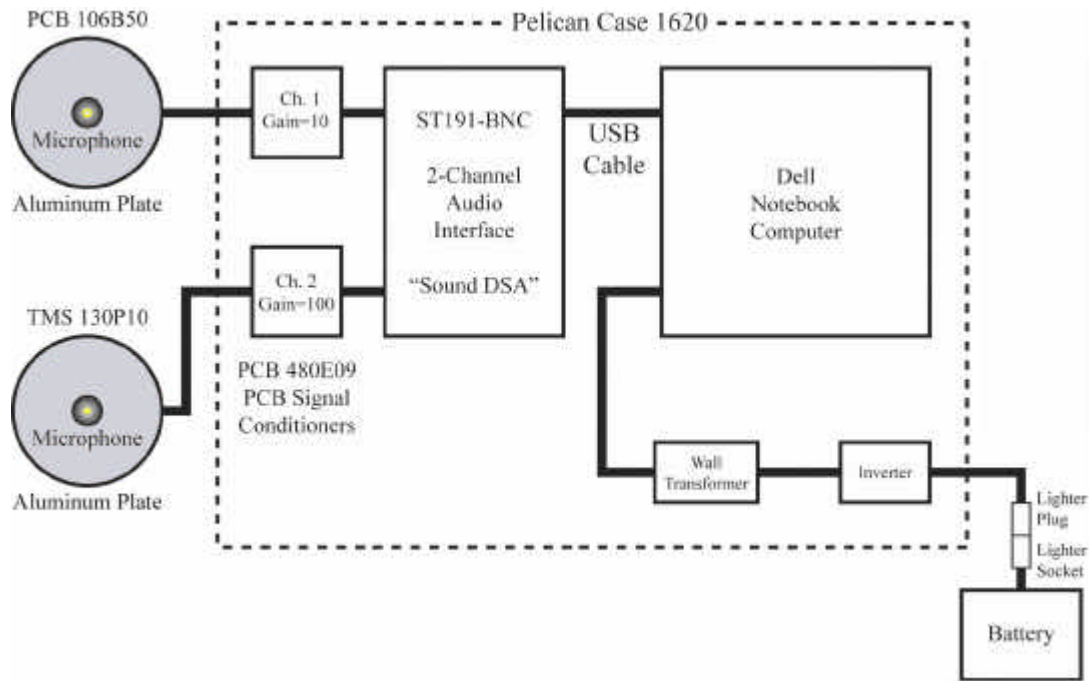 PCB 106B50
Pelican Case 1620
Microphone
Aluminum Plate
Ch. 1
Gain=10
ST191-BNC
2-Channel
Audio
Interface
“Sound DSA”
USB
Cable
Dell
Notebook
Computer
TMS 130P10
Microphone
Aluminum Plate
Ch. 2
Gain=100
PCB 480E09
PCB Signal
Conditioners
Wall
Transformer
Inverter
Lighter
Plug
Lighter
Socket
Battery